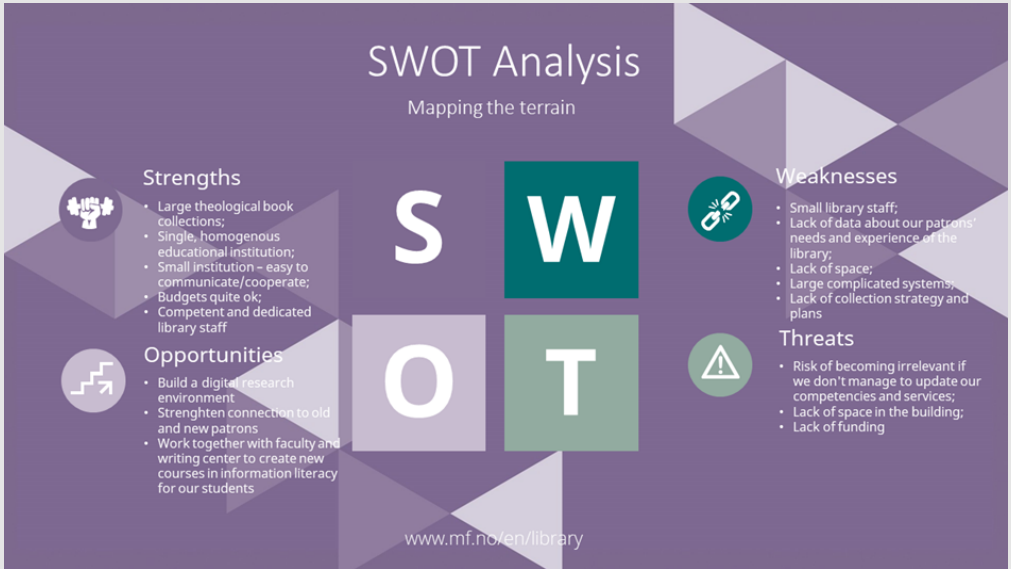 SWOT Analysis
Mapping the terrain
Strengths
• Large theological book
collections;
• Single, homogenous
educational institution;
• Small institution – easy to
communicate/cooperate;
• Budgets quite ok;
• Competent and dedicated
library staff
Opportunities
• Build a digital research
environment
• Strenghten connection to old
and new patrons
• Work together with faculty and
writing center to create new
courses in information literacy
for our students
S
W
O
T
Weaknesses
• Small library staff;
• Lack of data about our patrons'
needs and experience of the
library;
• Lack of space;
• Large complicated systems;
• Lack of collection strategy and
plans
Threats
• Risk of becoming irrelevant if
we don't manage to update our
competencies and services;
• Lack of space in the building;
• Lack of funding
www.mf.no/en/library